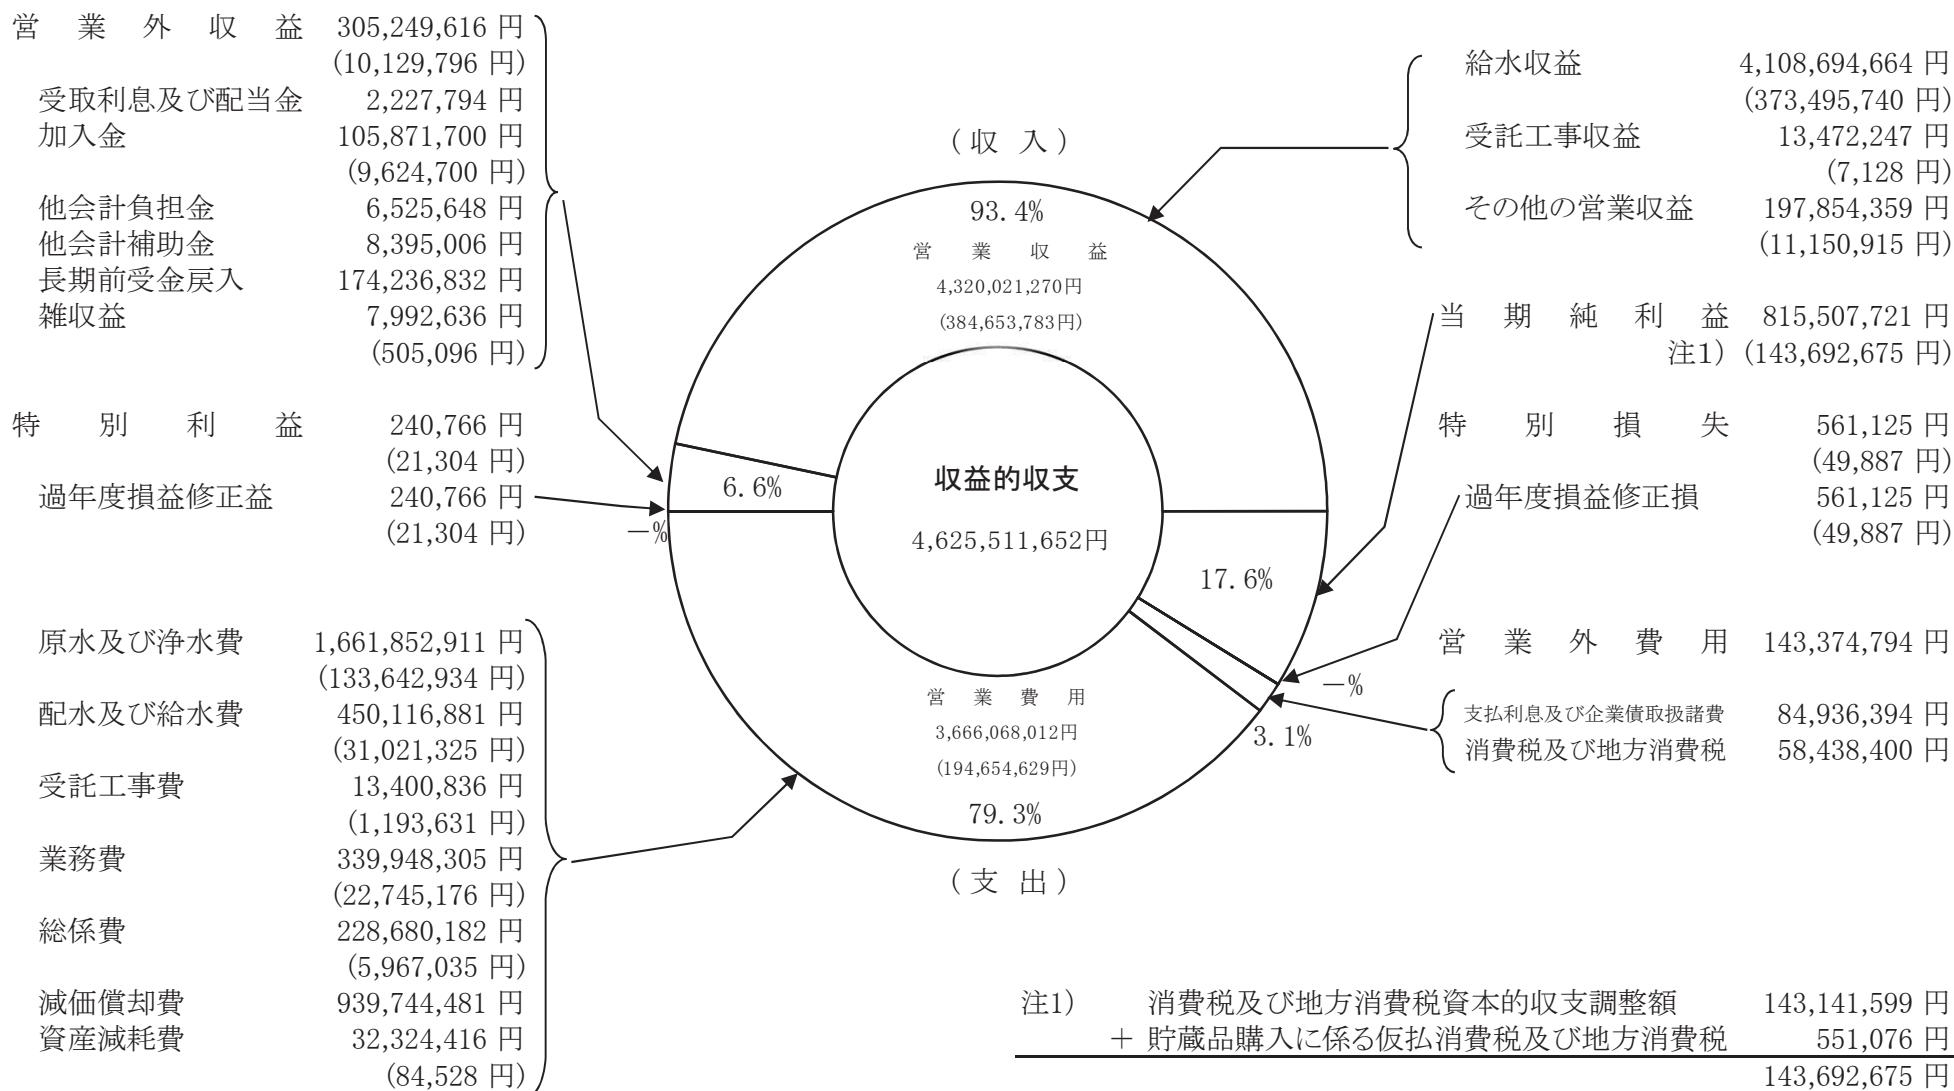 営業外収益 305,249,616 円
(10,129,796 円)
受取利息及び配当金 2,227,794 円
加入金 105,871,700 円
(9,624,700 円)
他会計負担金 6,525,648 円
他会計補助金 8,395,006 円
長期前受金戻入 174,236,832 円
雑収益 7,992,636 円
(505,096 円)
特別利益 240,766 円
(21,304 円)
過年度損益修正益 240,766 円
(21,304 円)
原水及び浄水費 1,661,852,911 円
(133,642,934 円)
配水及び給水費 450,116,881 円
(31,021,325 円)
受託工事費 13,400,836 円
(1,193,631 円)
業務費 339,948,305 円
(22,745,176 円)
総係費 228,680,182 円
(5,967,035 円)
減価償却費 939,744,481 円
資産減耗費 32,324,416 円
(84,528 円)
(収 入)
93.4%
営業収益
4,320,021,270円
(384,653,783円)
6.6%
－%
収益的収支
4,625,511,652円
17.6%
－%
3.1%
営業費用
3,666,068,012円
(194,654,629円)
79.3%
(支 出)
給水収益 4,108,694,664 円
(373,495,740 円)
受託工事収益 13,472,247 円
(7,128 円)
その他の営業収益 197,854,359 円
(11,150,915 円)
当期純利益 815,507,721 円
注1) (143,692,675 円)
特別損失 561,125 円
(49,887 円)
過年度損益修正損 561,125 円
(49,887 円)
営業外費用 143,374,794 円
支払利息及び企業債取扱諸費 84,936,394 円
消費税及び地方消費税 58,438,400 円
注1) 消費税及び地方消費税資本的収支調整額 143,141,599 円
＋ 貯蔵品購入に係る仮払消費税及び地方消費税 551,076 円
143,692,675 円